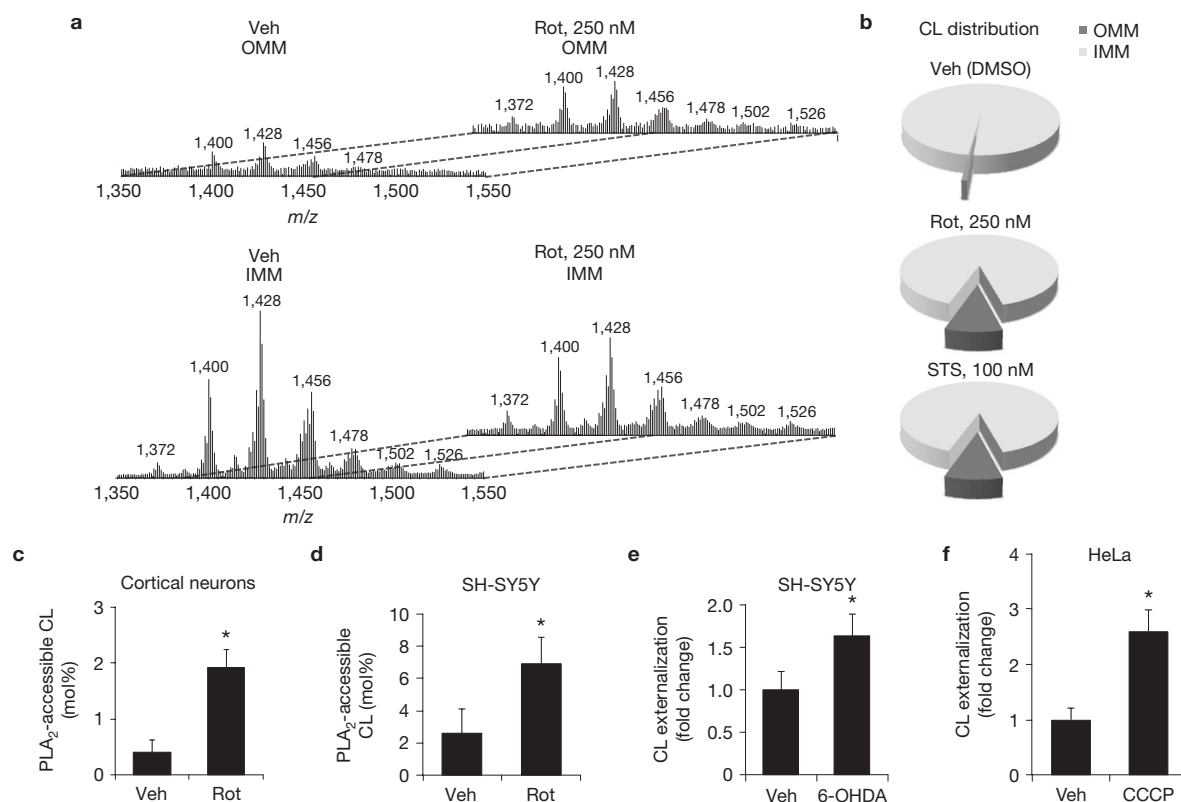 a
Veh
OMM
Rot, 250 nM
OMM
1,372
1,400
1,428
1,456
1,478
1,502
1,526
1,400
1,428
1,456
1,478
1,350
1,400
1,450
1,500
1,550
m/z
Veh
IMM
Rot, 250 nM
IMM
1,372
1,400
1,428
1,456
1,478
1,502
1,526
1,372
1,400
1,428
1,456
1,478
1,502
1,526
1,350
1,400
1,450
1,500
1,550
m/z
b
CL distribution
OMM
IMM
Veh (DMSO)
Rot, 250 nM
STS, 100 nM
c
Cortical neurons
PLA₂-accessible CL
(mol%)
3
2
1
0
*
Veh
Rot
d
SH-SY5Y
PLA₂-accessible
CL (mol%)
10
8
6
4
2
0
*
Veh
Rot
e
SH-SY5Y
CL externalization
(fold change)
2.0
1.5
1.0
0.5
0
*
Veh
6-OHDA
f
HeLa
CL externalization
(fold change)
4
3
2
1
0
*
Veh
CCCP